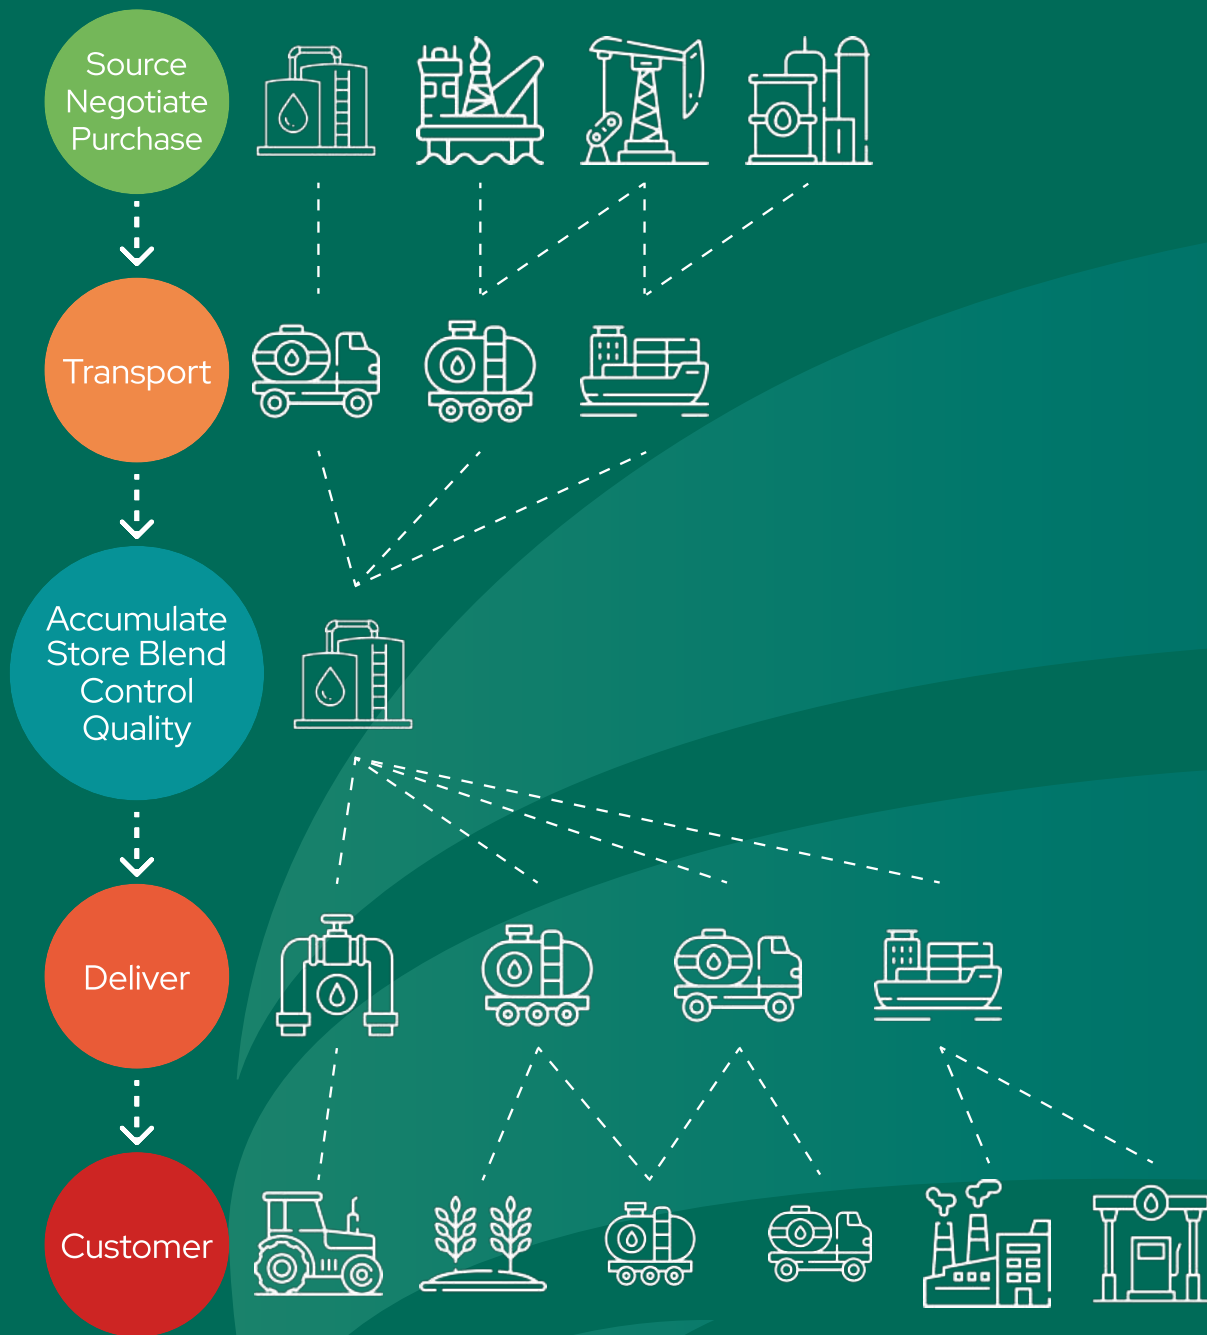 Source
Negotiate
Purchase
Transport
Accumulate
Store Blend
Control
Quality
Deliver
Customer